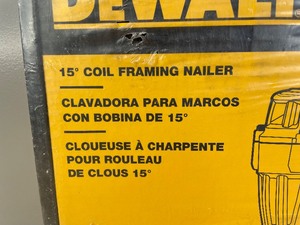 DEWALT
15° COIL FRAMING NAILER
CLAVADORA PARA MARCOS
CON BOBINA DE 15°
CLOUEUSE À CHARPENTE
POUR ROULEAU
DE CLOUS 15°